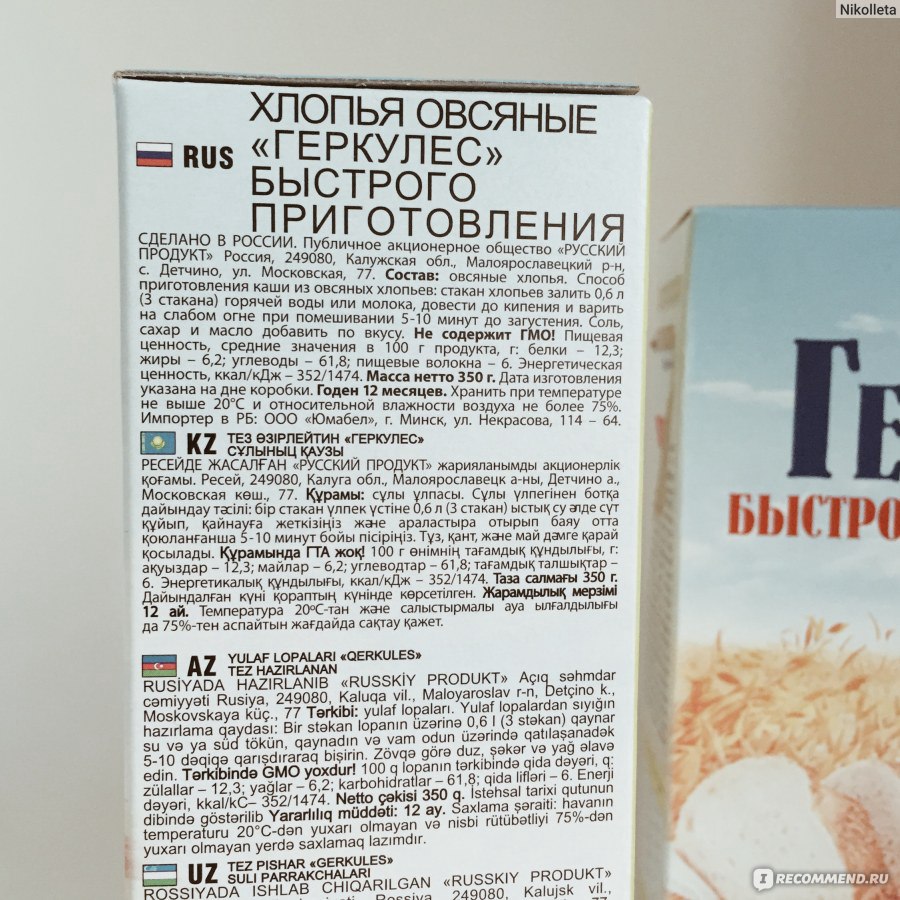 Nikolleta
ХЛОПЬЯ ОВСЯНЫЕ
RUS «ГЕРКУЛЕС»
БЫСТРОГО
ПРИГОТОВЛЕНИЯ
СДЕЛАНО В РОССИИ. Публичное акционерное общество «РУССКИЙ
ПРОДУКТ» Россия, 249080, Калужская обл., Малоярославецкий р-н,
с. Детчино, ул. Московская, 77. Состав: овсяные хлопья. Способ
приготовления каши из овсяных хлопьев: стакан хлопьев залить 0,6 л
(3 стакана) горячей воды или молока, довести до кипения и варить
на слабом огне при помешивании 5-10 минут до загустения. Соль,
сахар и масло добавить по вкусу. Не содержит ГМО! Пищевая
ценность, средние значения в 100 г продукта, г: белки – 12,3;
жиры – 6,2; углеводы – 61,8; пищевые волокна – 6. Энергетическая
ценность, ккал/кДж – 352/1474. Масса нетто 350 г. Дата изготовления
указана на дне коробки. Годен 12 месяцев. Хранить при температуре
не выше 20°С и относительной влажности воздуха не более 75%.
Импортер в РБ: ООО «Юмабел», г. Минск, ул. Некрасова, 114 – 64.
KZ ТЕЗ ӨЗІРЛЕЙТИН «ГЕРКУЛЕС»
СҰЛЫНЫҢ ҚАУЗЫ
РЕСЕЙДЕ ЖАСАЛҒАН «РУССКИЙ ПРОДУКТ» жарияланымды акционерлік
қоғамы. Ресей, 249080, Калуга обл., Малоярославецк а-ны, Детчино а.,
Московская көш., 77. Құрамы: сұлы ұлпасы. Сұлы үлпегінен ботқа
дайындау тәсілі: бір стакан үлпек үстіне 0,6 л (3 стакан) ыстық су әлде сүт
құйып, қайнауға жеткізіңіз және араластыра отырып баяу отта
қоюланғанша 5-10 минут бойы пісіріңіз. Тұз, қант, және май дәмге қарай
қосылады. Құрамында ГТА жоқ! 100 г өнімнің тағамдық құндылығы, г:
ақуыздар – 12,3; майлар – 6,2; углеводтар – 61,8; тағамдық талшықтар –
6. Энергетикалық құндылығы, ккал/кДж – 352/1474. Таза салмағы 350 г.
Дайындалған күні қораптың күнінде көрсетілген. Жарамдылық мерзімі
12 ай. Температура 20°С-тан және салыстырмалы ауа ылғалдылығы
да 75%-тен аспайтын жағдайда сақтау қажет.
AZ YULAF LOPALARI «QERKULES»
TEZ HAZIRLANAN
RUSİYADA HAZIRLANIB «RUSSKİY PRODUKT» Açıq səhmdar
cəmiyyəti Rusiya, 249080, Kaluqa vil., Maloyaroslav r-n, Detçino k.,
Moskovskaya küç., 77 Tərkibi: yulaf lopaları. Yulaf lopalardan sıyığın
hazırlama qaydası: Bir stəkan lopanın üzərinə 0,6 l (3 stəkan) qaynar
su və ya süd tökün, qaynadın və vam odun üzərində qatılaşanadək
5-10 dəqiqə qarışdıraraq bişirin. Zövqə görə duz, şəkər və yağ əlavə
edin. Tərkibində GMO yoxdur! 100 q lopanın tərkibində qida dəyəri, q:
zülallar – 12,3; yağlar – 6,2; karbohidratlar – 61,8; qida lifləri – 6. Enerji
dəyəri, kkal/kC– 352/1474. Netto çəkisi 350 q. İstehsal tarixi qutunun
dibində göstərilib Yararlılıq müddəti: 12 ay. Saxlama şəraiti: havanın
temperaturu 20°C-dən yuxarı olmayan və nisbi rütübətliyi 75%-dən
yuxarı olmayan yerdə saxlamaq lazımdır.
UZ TEZ PISHAR «GERKULES»
SULI PARRAKCHALARI
ROSSIYADA ISHLAB CHIQARILGAN «RUSSKIY PRODUKT»
Rossiya, 249080, Kalujsk vil.,
77
ГЕ
БЫСТРО
IRECOMMEND.RU